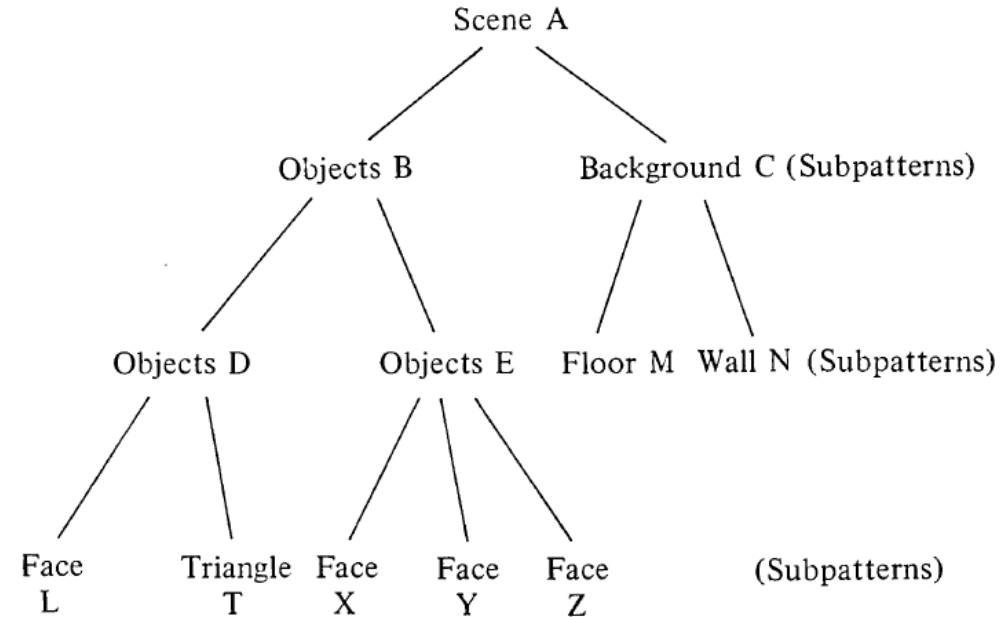 Scene A
Objects B Background C (Subpatterns)
Objects D Objects E Floor M Wall N (Subpatterns)
Face Triangle Face Face Face (Subpatterns)
L T X Y Z